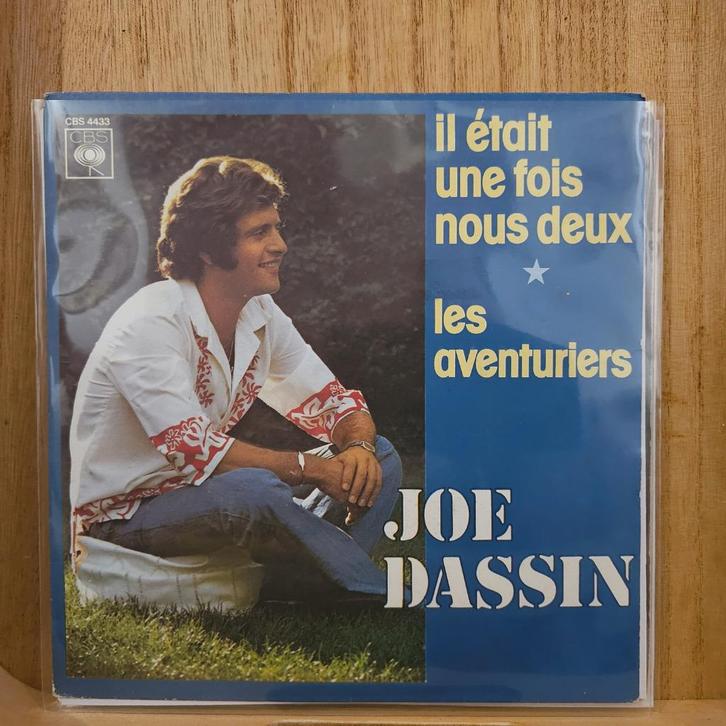 CBS 4433
CBS
il était
une fois
nous deux
les
aventuriers
JOE
DASSIN